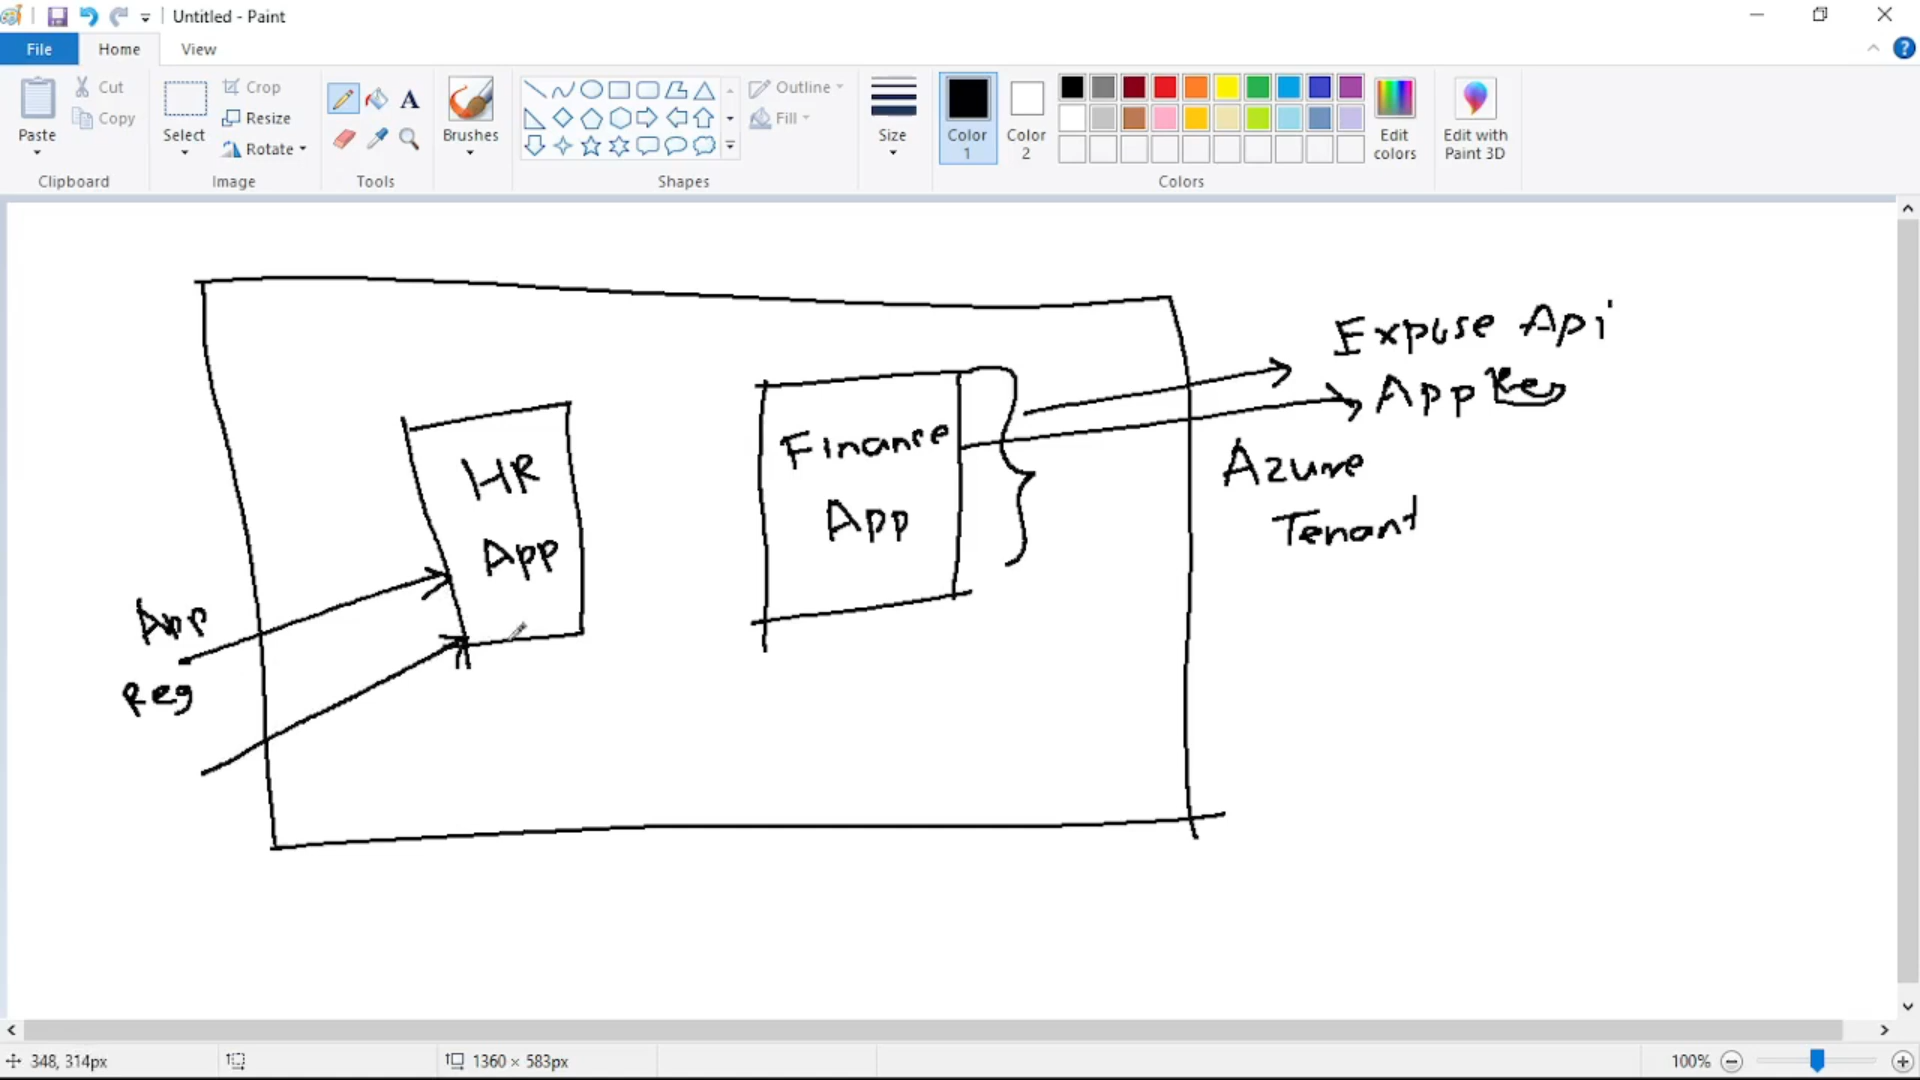 Untitled - Paint
File
Home
View
Paste
Cut
Copy
Clipboard
Select
Crop
Resize
Rotate
Image
Tools
Brushes
Shapes
Outline
Fill
Size
Color
1
Color
2
Edit
colors
Colors
Edit with
Paint 3D
Expose Api
App Reg
Azure
Tenant
HR
App
Finance
App
App
Reg
348, 314px
1360 × 583px
100%